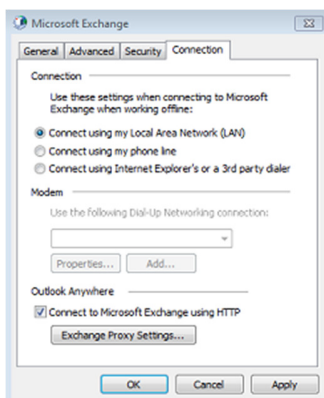 Microsoft Exchange
General Advanced Security Connection
Connection
Use these settings when connecting to Microsoft
Exchange when working offline:
Connect using my Local Area Network (LAN)
Connect using my phone line
Connect using Internet Explorer's or a 3rd party dialer
Modem
Use the following Dial-Up Networking connection:
Properties... Add...
Outlook Anywhere
Connect to Microsoft Exchange using HTTP
Exchange Proxy Settings...
OK Cancel Apply